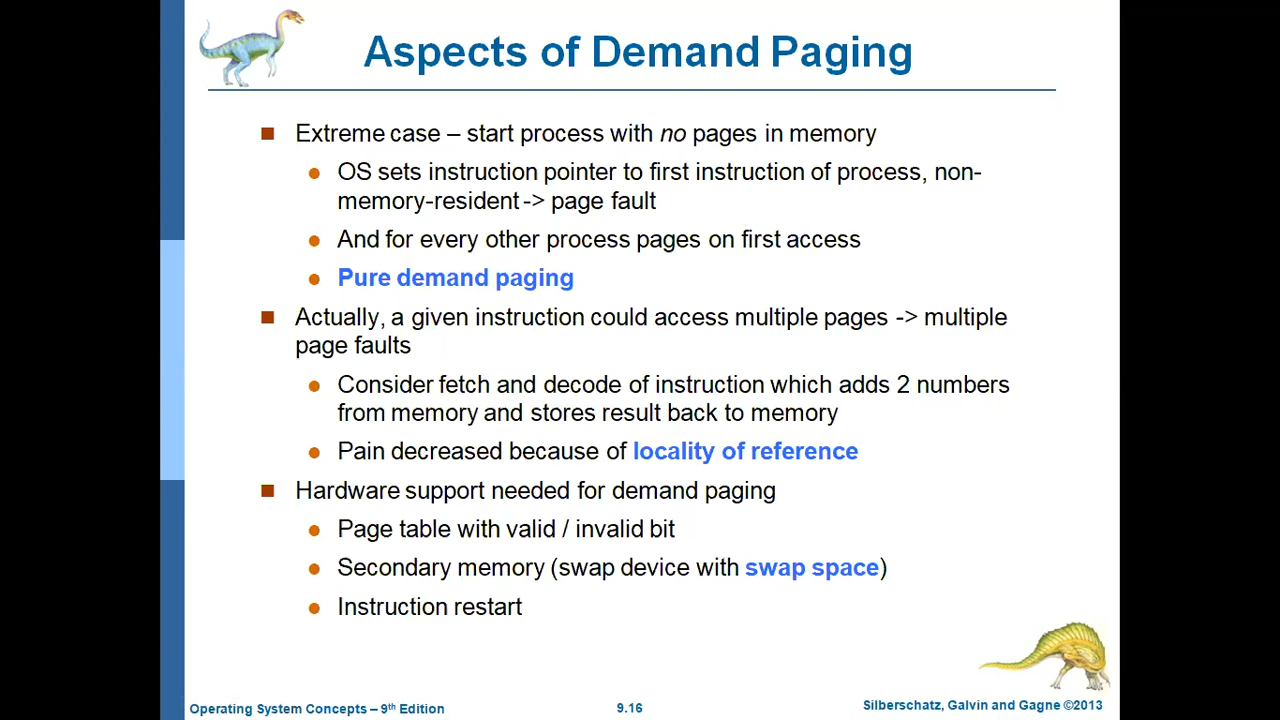 Aspects of Demand Paging
Extreme case – start process with no pages in memory
OS sets instruction pointer to first instruction of process, non-
memory-resident -> page fault
And for every other process pages on first access
Pure demand paging
Actually, a given instruction could access multiple pages -> multiple
page faults
Consider fetch and decode of instruction which adds 2 numbers
from memory and stores result back to memory
Pain decreased because of locality of reference
Hardware support needed for demand paging
Page table with valid / invalid bit
Secondary memory (swap device with swap space)
Instruction restart
Operating System Concepts – 9th Edition
9.16
Silberschatz, Galvin and Gagne ©2013